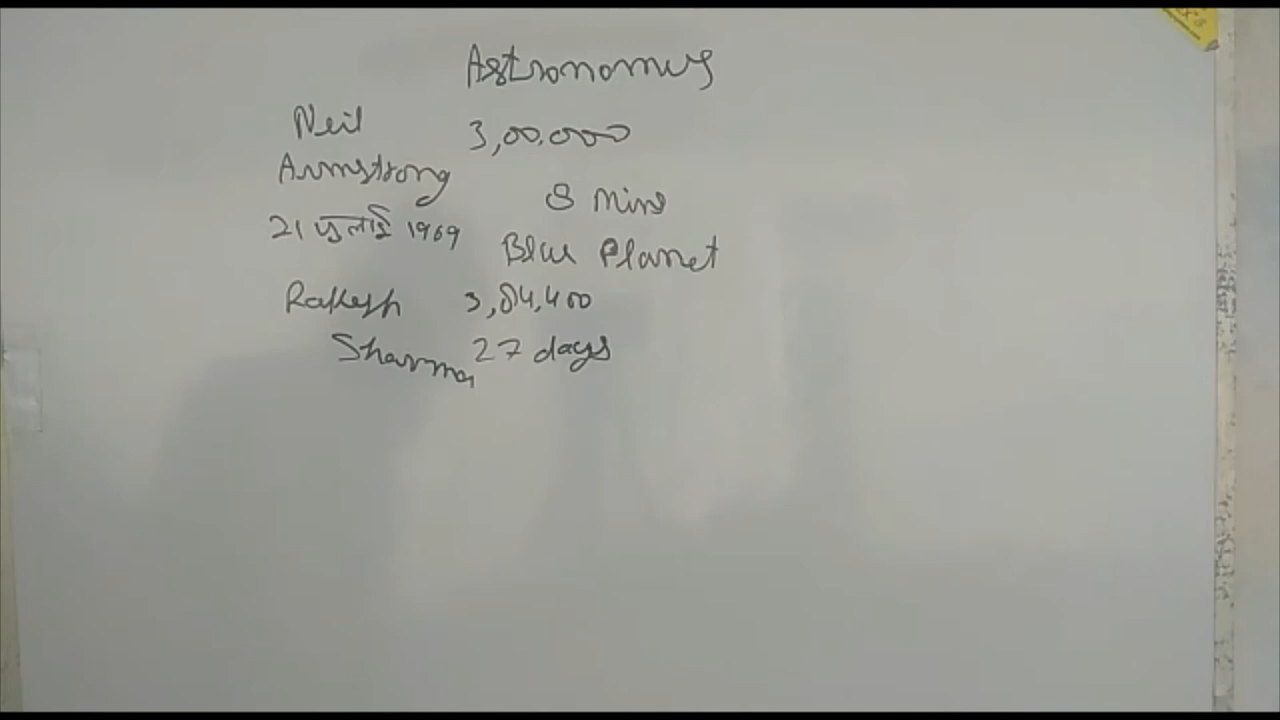 Astronomy
Neil
Armstrong
21 जुलाई 1969
Rakesh
Sharma
3,00,000
8 Mins
Blue Planet
3,84,400
27 days